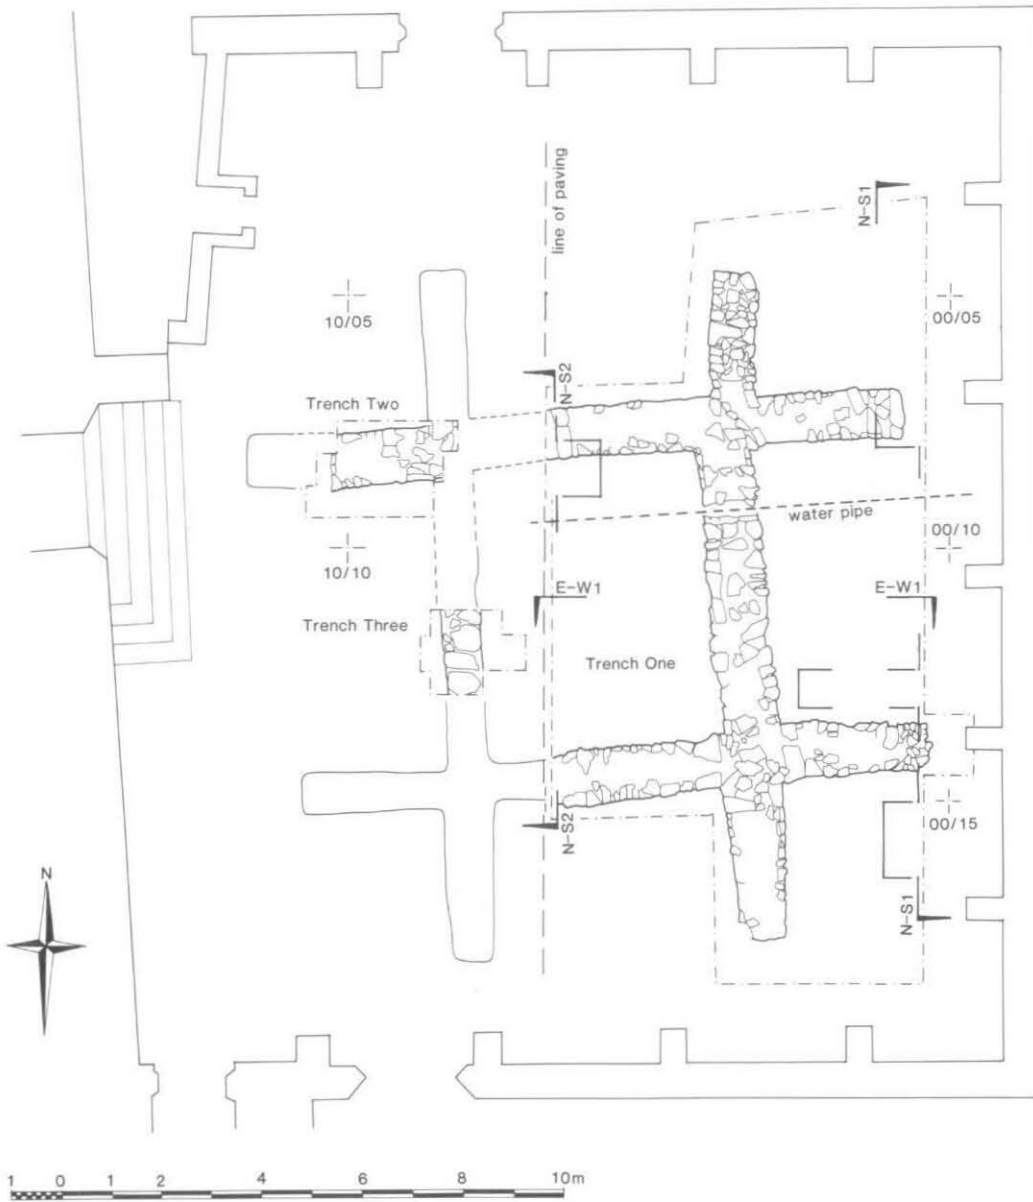 line of paving
N-S1
10/05
00/05
N-S2
Trench Two
water pipe
00/10
10/10
E-W1
E-W1
Trench Three
Trench One
00/15
N-S2
N
N-S1
1 0 1 2 4 6 8 10m